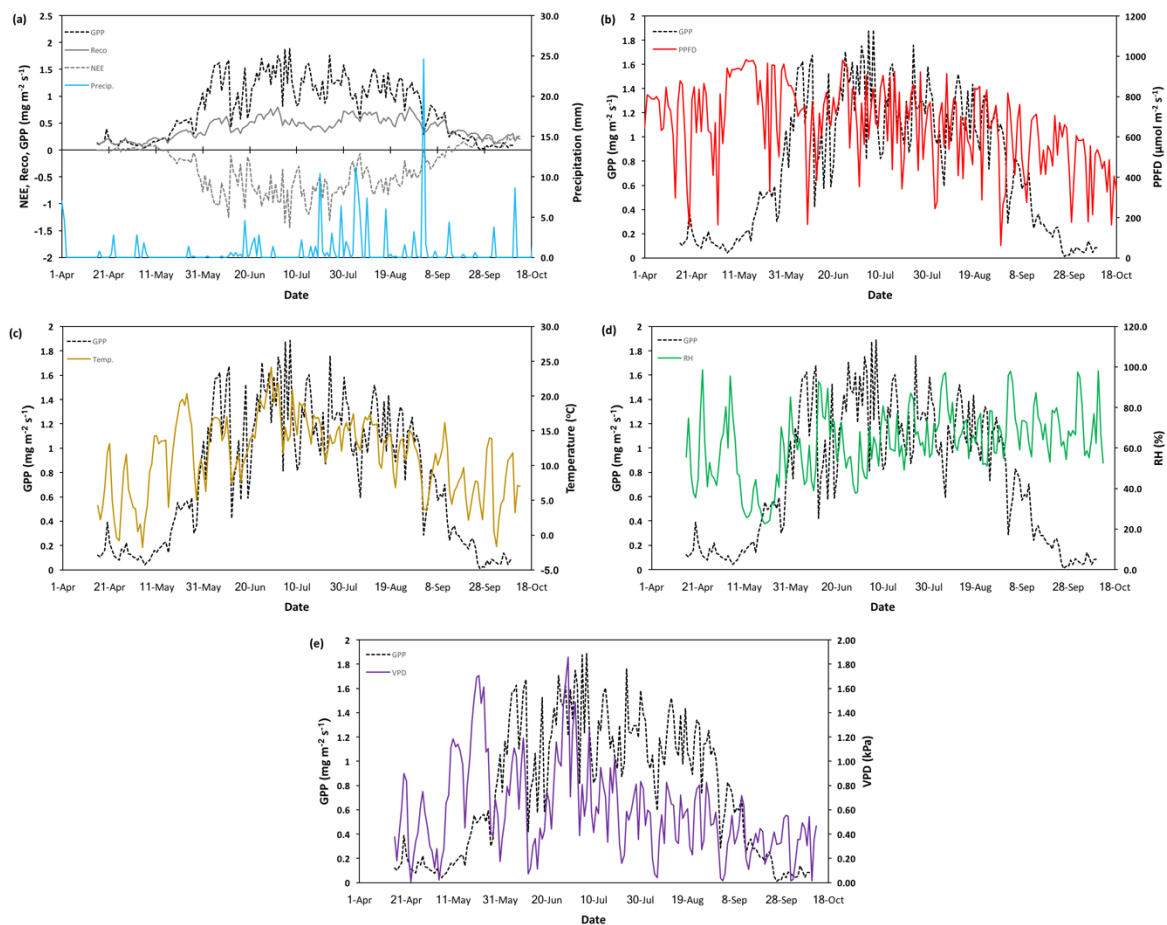 (a)
GPP
Reco
NEE
Precip.
2.5
2
1.5
1
0.5
0
-0.5
-1
-1.5
-2
NEE, Reco, GPP (mg m⁻² s⁻¹)
30.0
25.0
20.0
15.0
10.0
5.0
0.0
Precipitation (mm)
1-Apr 21-Apr 11-May 31-May 20-Jun 10-Jul 30-Jul 19-Aug 8-Sep 28-Sep 18-Oct
Date
(b)
GPP
PPFD
2
1.8
1.6
1.4
1.2
1
0.8
0.6
0.4
0.2
0
GPP (mg m⁻² s⁻¹)
1200
1000
800
600
400
200
0
PPFD (µmol m⁻² s⁻¹)
1-Apr 21-Apr 11-May 31-May 20-Jun 10-Jul 30-Jul 19-Aug 8-Sep 28-Sep 18-Oct
Date
(c)
GPP
Temp.
2
1.8
1.6
1.4
1.2
1
0.8
0.6
0.4
0.2
0
GPP (mg m⁻² s⁻¹)
30.0
25.0
20.0
15.0
10.0
5.0
0.0
-5.0
Temperature (°C)
1-Apr 21-Apr 11-May 31-May 20-Jun 10-Jul 30-Jul 19-Aug 8-Sep 28-Sep 18-Oct
Date
(d)
GPP
RH
2
1.8
1.6
1.4
1.2
1
0.8
0.6
0.4
0.2
0
GPP (mg m⁻² s⁻¹)
120.0
100.0
80.0
60.0
40.0
20.0
0.0
RH (%)
1-Apr 21-Apr 11-May 31-May 20-Jun 10-Jul 30-Jul 19-Aug 8-Sep 28-Sep 18-Oct
Date
(e)
GPP
VPD
2
1.8
1.6
1.4
1.2
1
0.8
0.6
0.4
0.2
0
GPP (mg m⁻² s⁻¹)
2.00
1.80
1.60
1.40
1.20
1.00
0.80
0.60
0.40
0.20
0.00
VPD (kPa)
1-Apr 21-Apr 11-May 31-May 20-Jun 10-Jul 30-Jul 19-Aug 8-Sep 28-Sep 18-Oct
Date